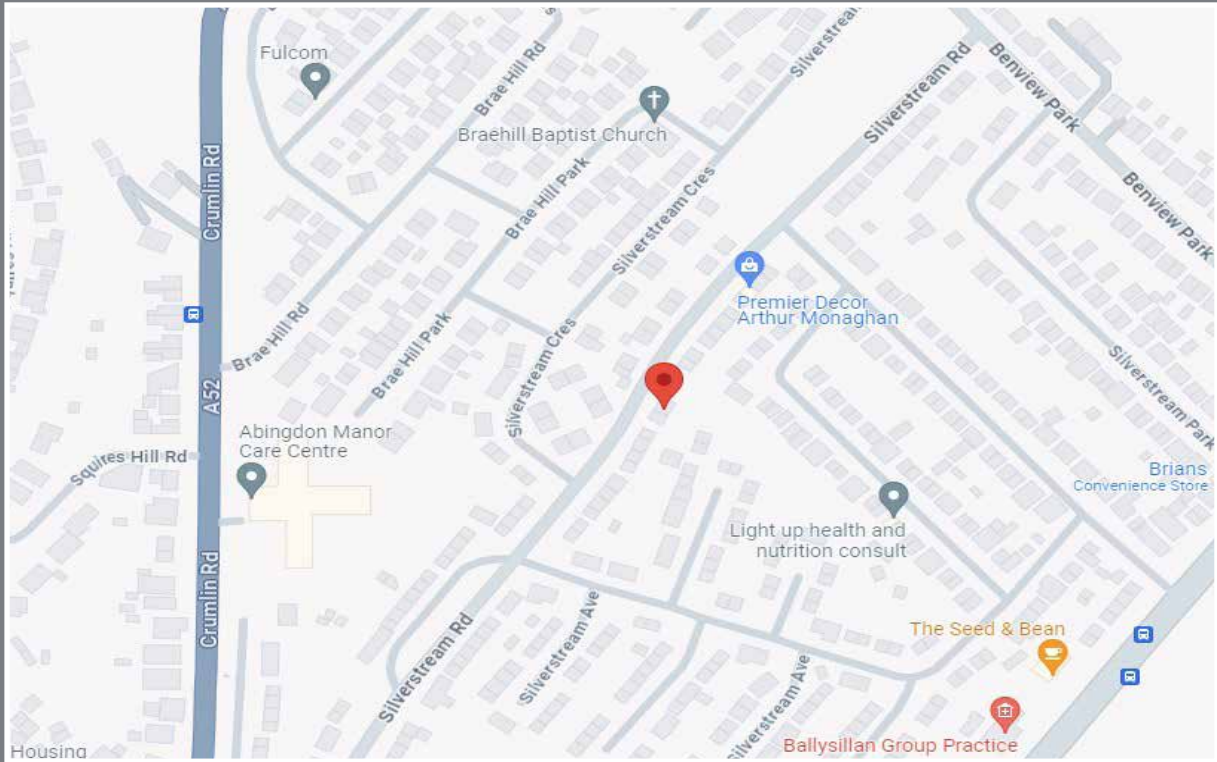 Fulcom
Brae Hill Rd
Silverstream
Silverstream Rd
Benview Park
Braehill Baptist Church
Crumlin Rd
Brae Hill Park
Silverstream Cres
Benview Park
Premier Decor
Arthur Monaghan
Brae Hill Rd
Brae Hill Park
Silverstream Cres
Silverstream Park
A52
Abingdon Manor
Care Centre
Squires Hill Rd
Brians
Convenience Store
Light up health and
nutrition consult
Crumlin Rd
Silverstream Rd
Silverstream Ave
The Seed & Bean
Silverstream Ave
Ballysillan Group Practice
Housing